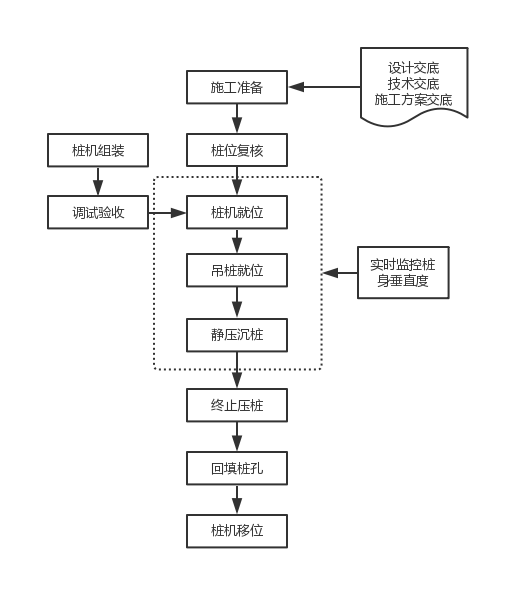 设计交底
技术交底
施工方案交底
施工准备
桩机组装
桩位复核
调试验收
桩机就位
吊桩就位
实时监控桩
身垂直度
静压沉桩
终止压桩
回填桩孔
桩机移位